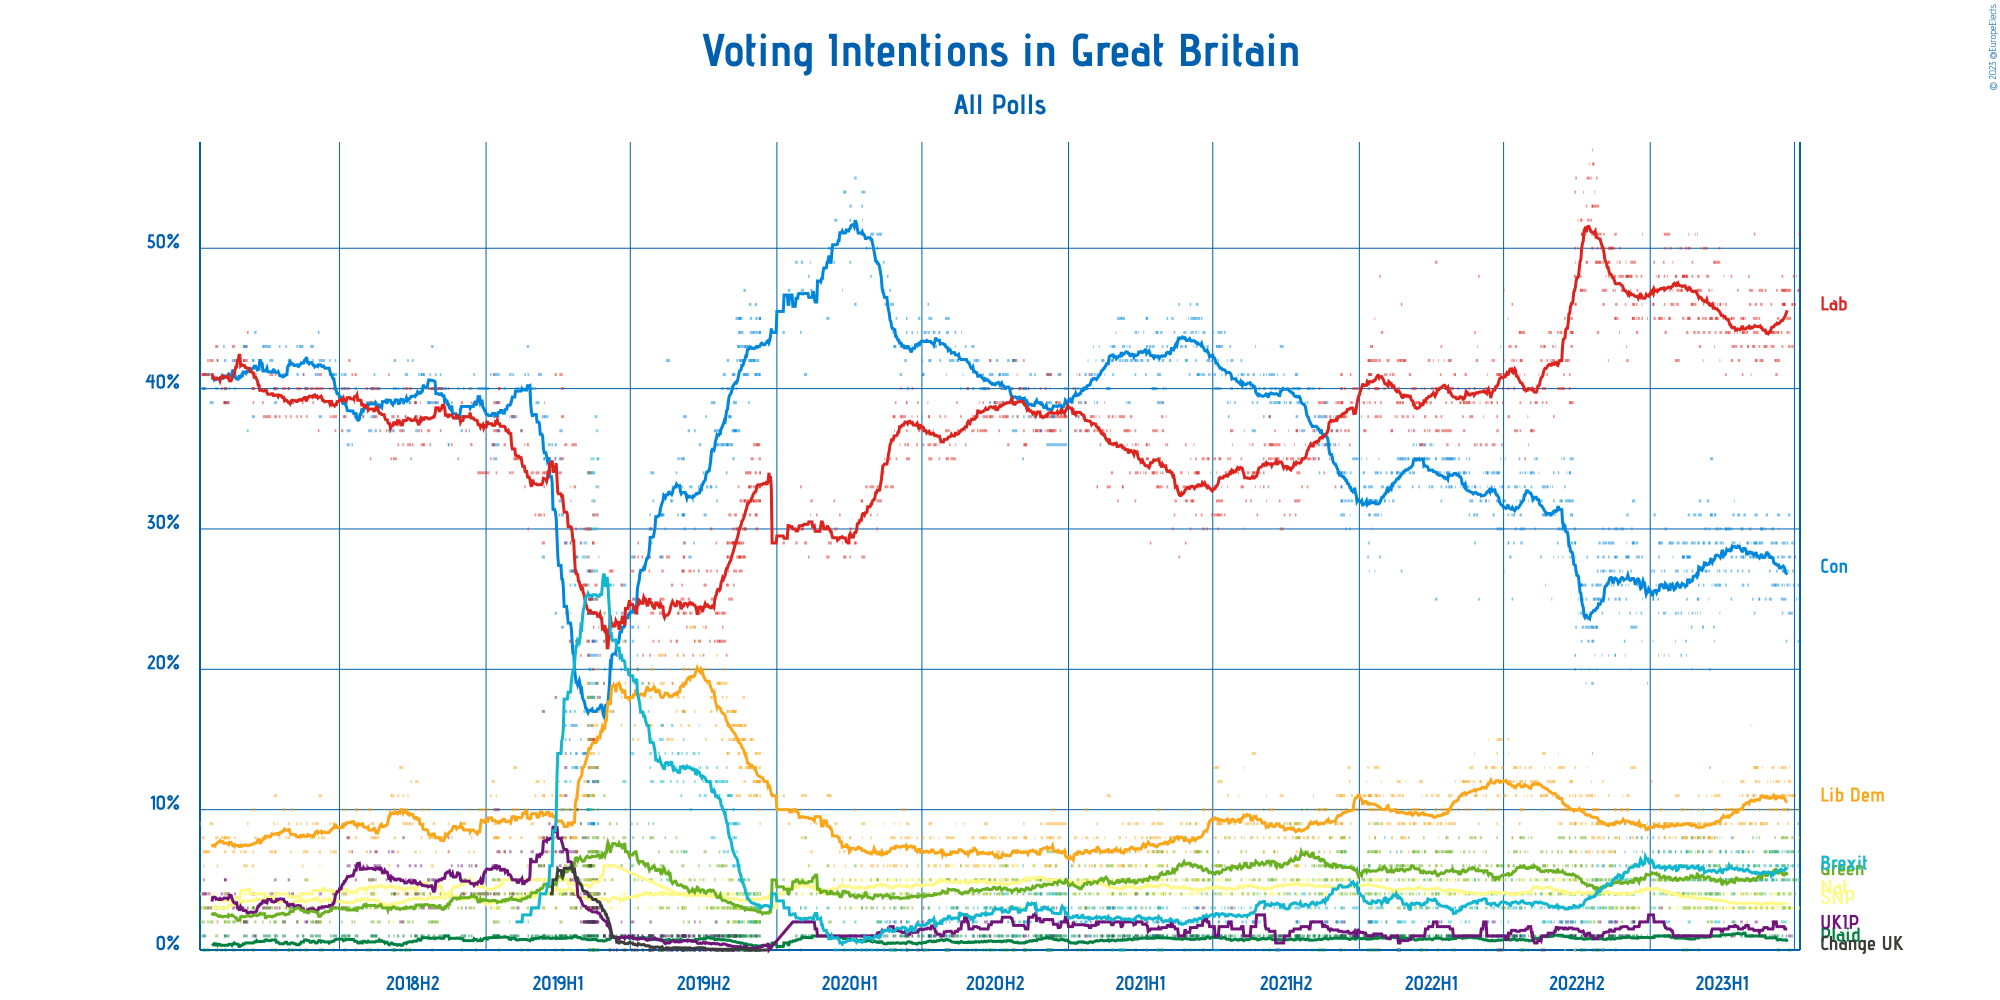 © 2023 @EuropeElects
Voting Intentions in Great Britain
All Polls
50%
40%
30%
20%
10%
0%
Lab
Con
Lib Dem
Brexit
Green
SNP
UKIP
Plaid
Change UK
2018H2
2019H1
2019H2
2020H1
2020H2
2021H1
2021H2
2022H1
2022H2
2023H1